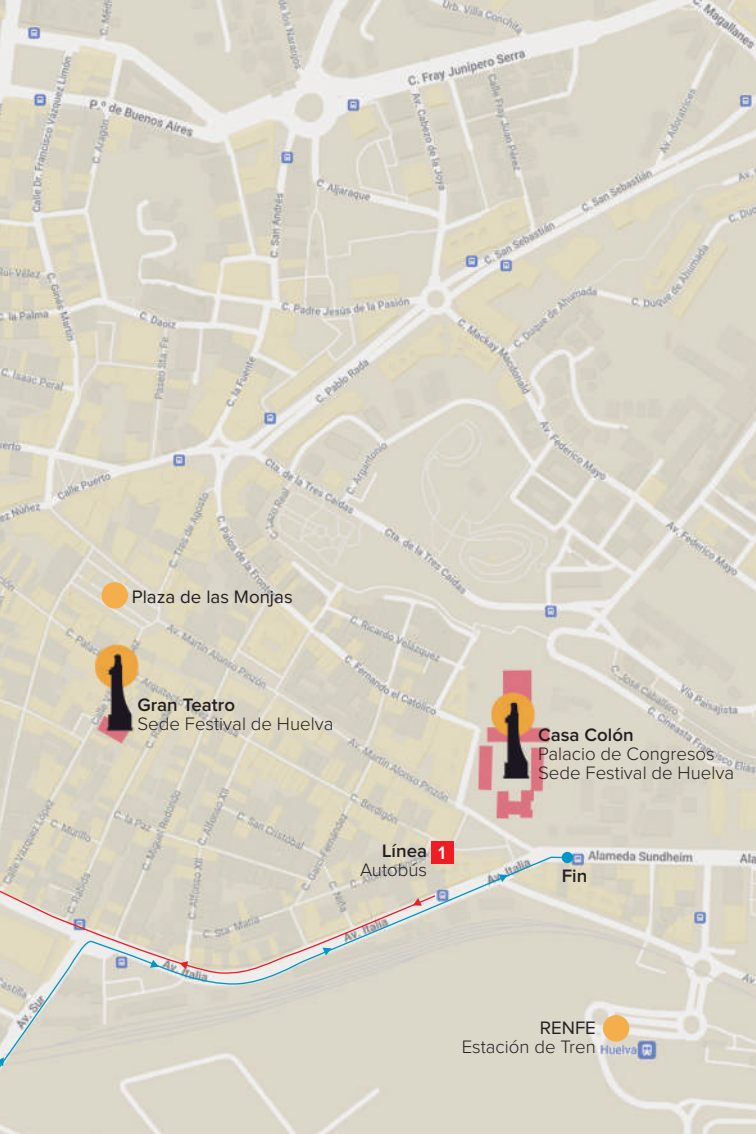 Urb. Villa Conchita
C. Magallanes
C. Fray Junípero Serra
P.º de Buenos Aires
Calle Dr. Francisco Vázquez Limón
C. Aragón
Av. Cabezo de la Joya
Calle Fray Juan Pérez
Av. Adoratrices
C. Aljaraque
C. San Andrés
C. San Sebastián
C. San Sebastián
C. Ginés Martín
C. la Palma
C. Daoiz
C. Padre Jesús de la Pasión
C. Duque de Ahumada
C. Duque de Ahumada
C. Mackay Macdonald
Paseo Sta. Fe
C. Isaac Peral
C. la Fuente
C. Pablo Rada
Av. Federico Mayo
Av. Federico Mayo
Calle Puerto
C. Argantonio
Cta. de la Tres Caídas
Cta. de la Tres Caídas
C. Tres de Agosto
C. Palos de la Frontera
Plaza de las Monjas
C. Ricardo Velázquez
Av. Martín Alonso Pinzón
C. Fernando el Católico
Gran Teatro
Sede Festival de Huelva
Casa Colón
Palacio de Congresos
Sede Festival de Huelva
C. José Caballero
Vía Paisajista
C. Cineasta Francisco Elías
Av. Martín Alonso Pinzón
C. Berdigón
C. San Cristóbal
C. la Paz
C. Murillo
Calle Vázquez López
C. Miguel Redondo
C. Alfonso XII
C. Alfonso XII
C. Rábida
C. Sta. María
Línea 1
Autobús
Av. Italia
Alameda Sundheim
Fin
Av. Italia
Av. Italia
Av. Sur
RENFE
Estación de Tren
Huelva